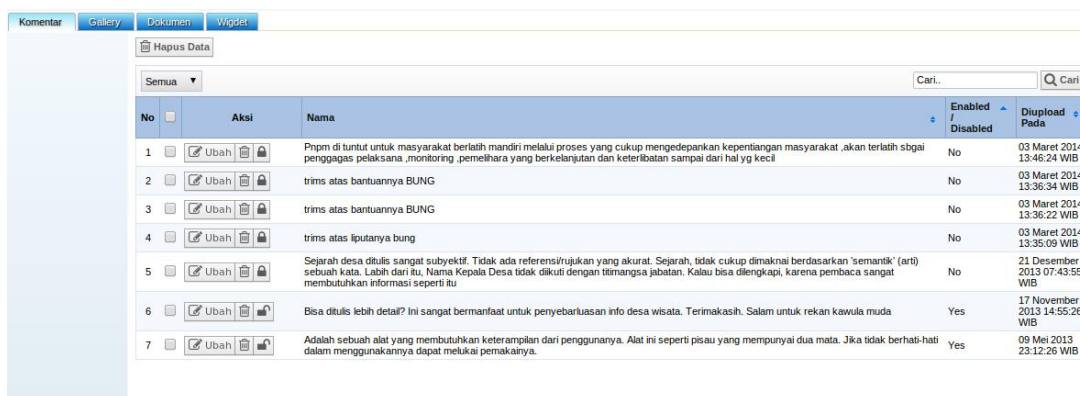 Komentar Gallery Dokumen Wigdet
Hapus Data
Semua Cari.. Cari
No Aksi Nama Enabled / Disabled Diupload Pada
1 Ubah Pnpm di tuntut untuk masyarakat berlatih mandiri melalui proses yang cukup mengedepankan kepentiangan masyarakat ,akan terlatih sbgai No 03 Maret 2014
penggagas pelaksana ,monitoring ,pemelihara yang berkelanjutan dan keterlibatan sampai dari hal yg kecil 13:46:24 WIB
2 Ubah trims atas bantuannya BUNG No 03 Maret 2014
13:36:34 WIB
3 Ubah trims atas bantuannya BUNG No 03 Maret 2014
13:36:22 WIB
4 Ubah trims atas liputanya bung No 03 Maret 2014
13:35:09 WIB
Sejarah desa ditulis sangat subyektif. Tidak ada referensi/rujukan yang akurat. Sejarah, tidak cukup dimaknai berdasarkan 'semantik' (arti) 21 Desember
5 Ubah sebuah kata. Labih dari itu, Nama Kepala Desa tidak diikuti dengan titimangsa jabatan. Kalau bisa dilengkapi, karena pembaca sangat No 2013 07:43:55
membutuhkan informasi seperti itu WIB
17 November
6 Ubah Bisa ditulis lebih detail? Ini sangat bermanfaat untuk penyebarluasan info desa wisata. Terimakasih. Salam untuk rekan kawula muda Yes 2013 14:55:26
WIB
7 Ubah Adalah sebuah alat yang membutuhkan keterampilan dari penggunanya. Alat ini seperti pisau yang mempunyai dua mata. Jika tidak berhati-hati Yes 09 Mei 2013
dalam menggunakannya dapat melukai pemakainya. 23:12:26 WIB